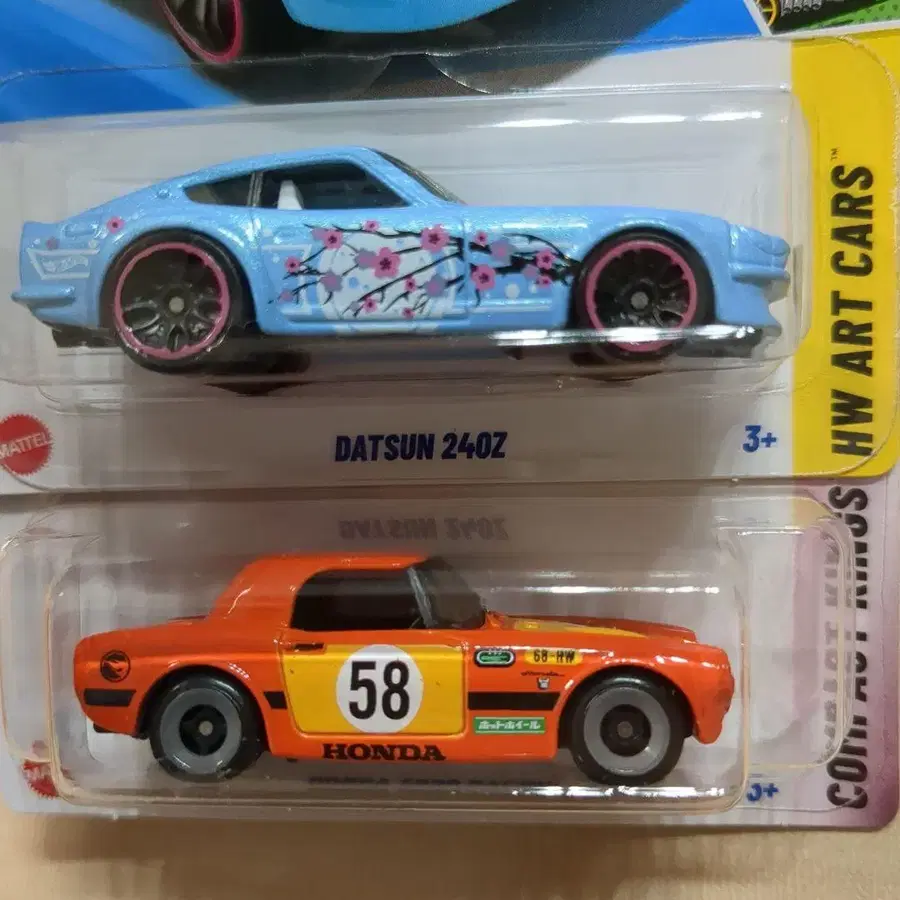 HW ART CARS™
MATTEL
DATSUN 240Z
3+
COMPACT KINGS
58
68-HW
HONDA
ホットホイール
3+